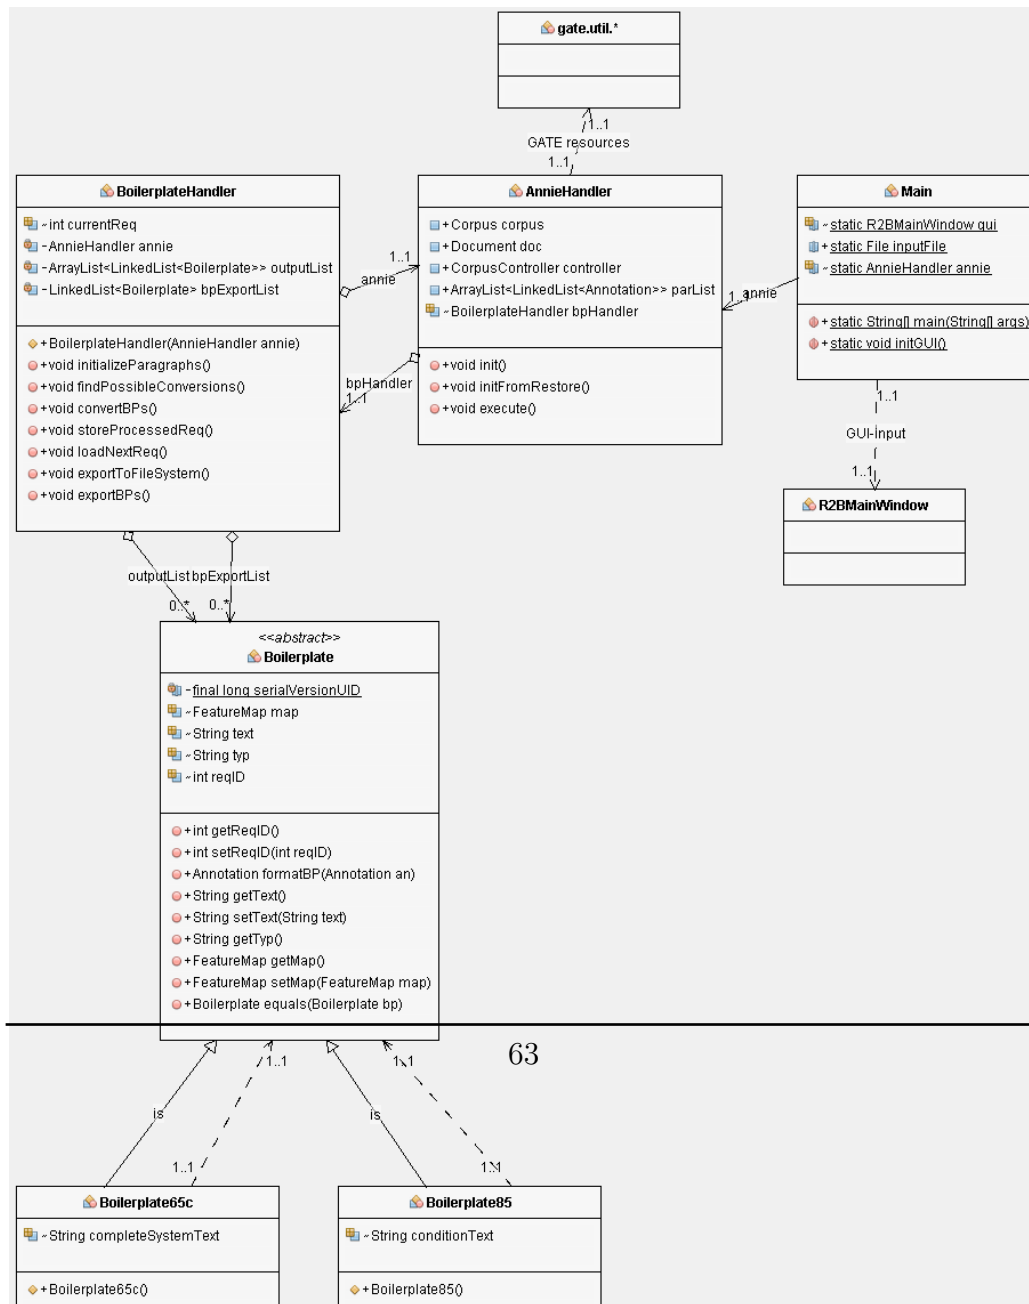 gate.util.*
1..1
GATE resources
1..1
BoilerplateHandler
~int currentReq
-AnnieHandler annie
-ArrayList<LinkedList<Boilerplate>> outputList
-LinkedList<Boilerplate> bpExportList
+BoilerplateHandler(AnnieHandler annie)
+void initializeParagraphs()
+void findPossibleConversions()
+void convertBPs()
+void storeProcessedReq()
+void loadNextReq()
+void exportToFileSystem()
+void exportBPs()
1..1
annie
bpHandler
1..1
AnnieHandler
+Corpus corpus
+Document doc
+CorpusController controller
+ArrayList<LinkedList<Annotation>> parList
~BoilerplateHandler bpHandler
+void init()
+void initFromRestore()
+void execute()
1..1
annie
Main
~static R2BMainWindow gui
+static File inputFile
~static AnnieHandler annie
+static String[] main(String[] args)
+static void initGUI()
1..1
GUI-input
1..1
R2BMainWindow
outputList
bpExportList
0..*
0..*
<<abstract>>
Boilerplate
-final long serialVersionUID
~FeatureMap map
~String text
~String typ
~int reqID
+int getReqID()
+int setReqID(int reqID)
+Annotation formatBP(Annotation an)
+String getText()
+String setText(String text)
+String getTyp()
+FeatureMap getMap()
+FeatureMap setMap(FeatureMap map)
+Boilerplate equals(Boilerplate bp)
63
1..1
1..1
is
is
1..1
1..1
Boilerplate65c
~String completeSystemText
+Boilerplate65c()
Boilerplate85
~String conditionText
+Boilerplate85()